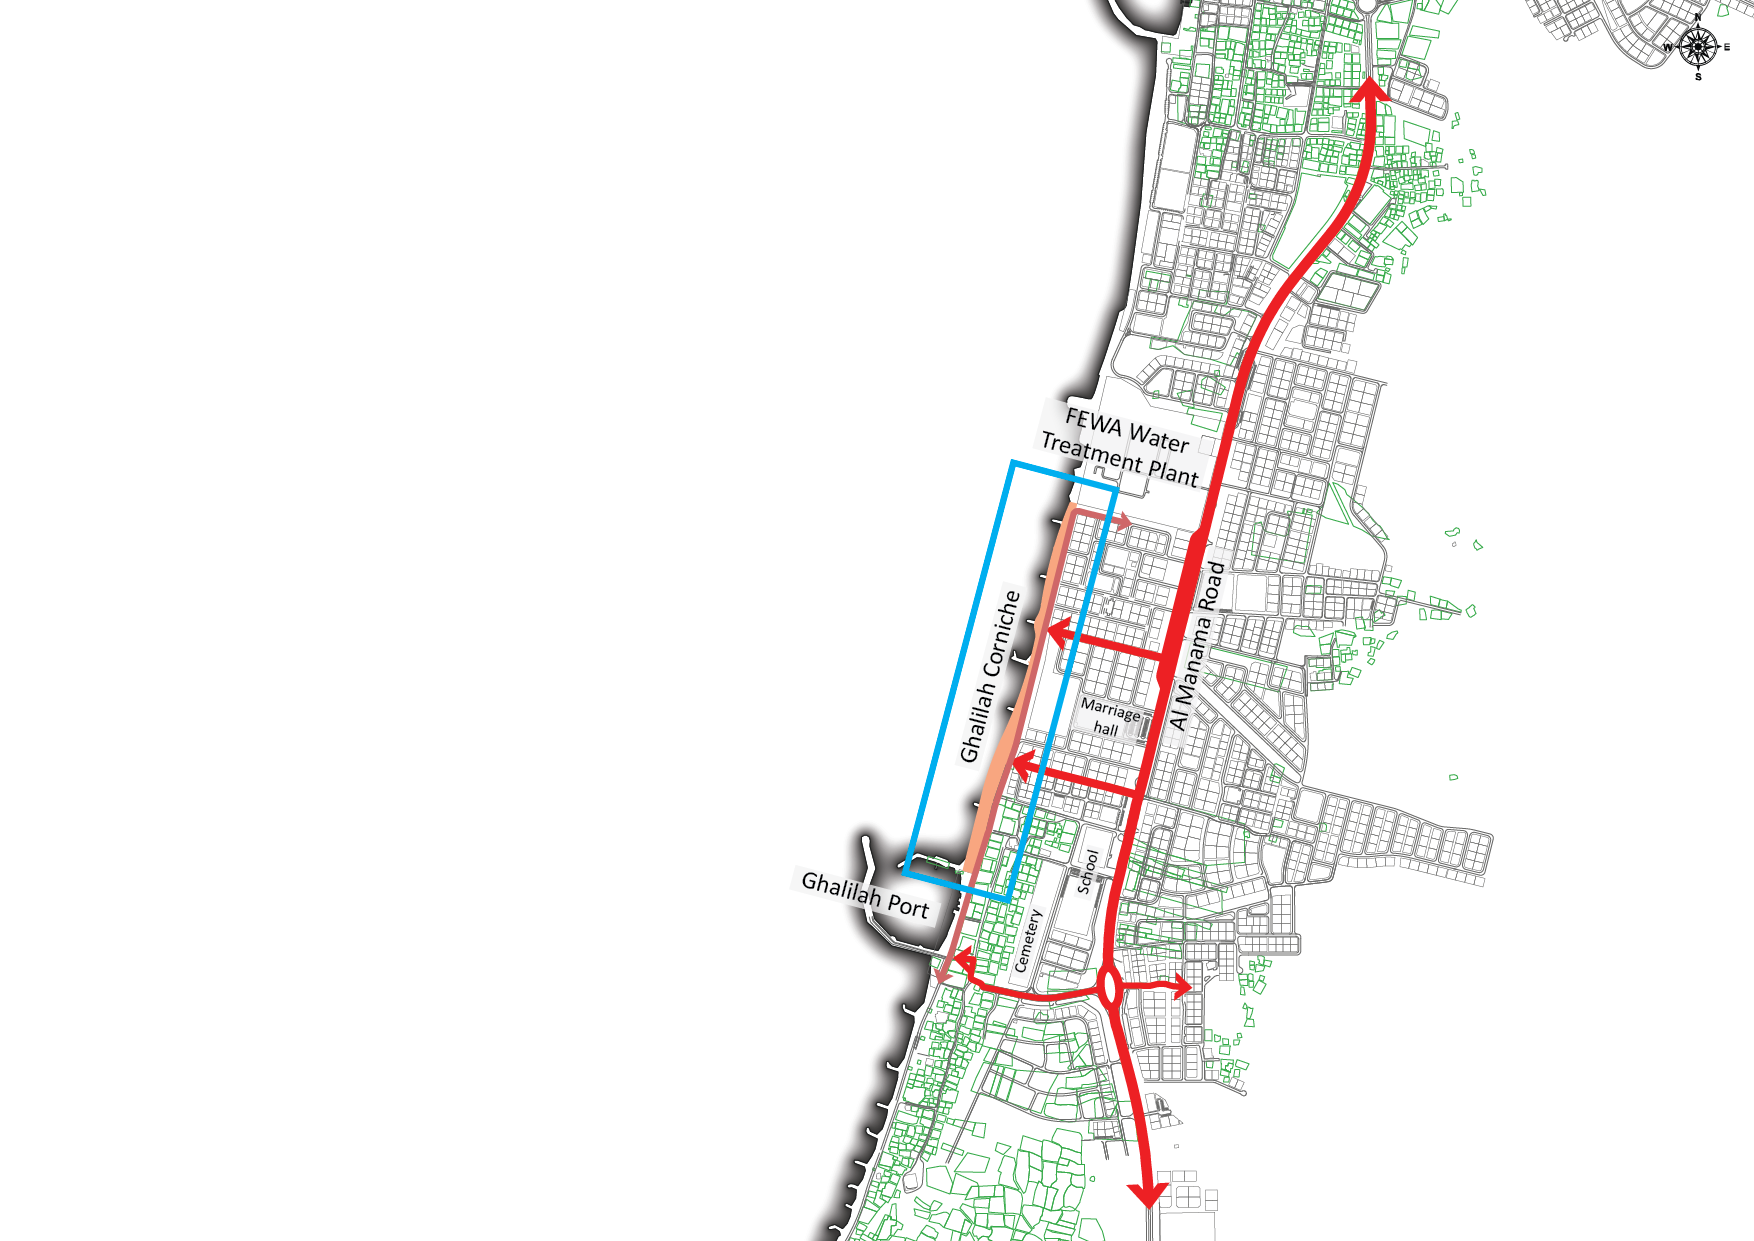 N
W
E
S
FEWA Water
Treatment Plant
Ghalilah Corniche
Al Manama Road
Marriage
hall
School
Ghalilah Port
Cemetery